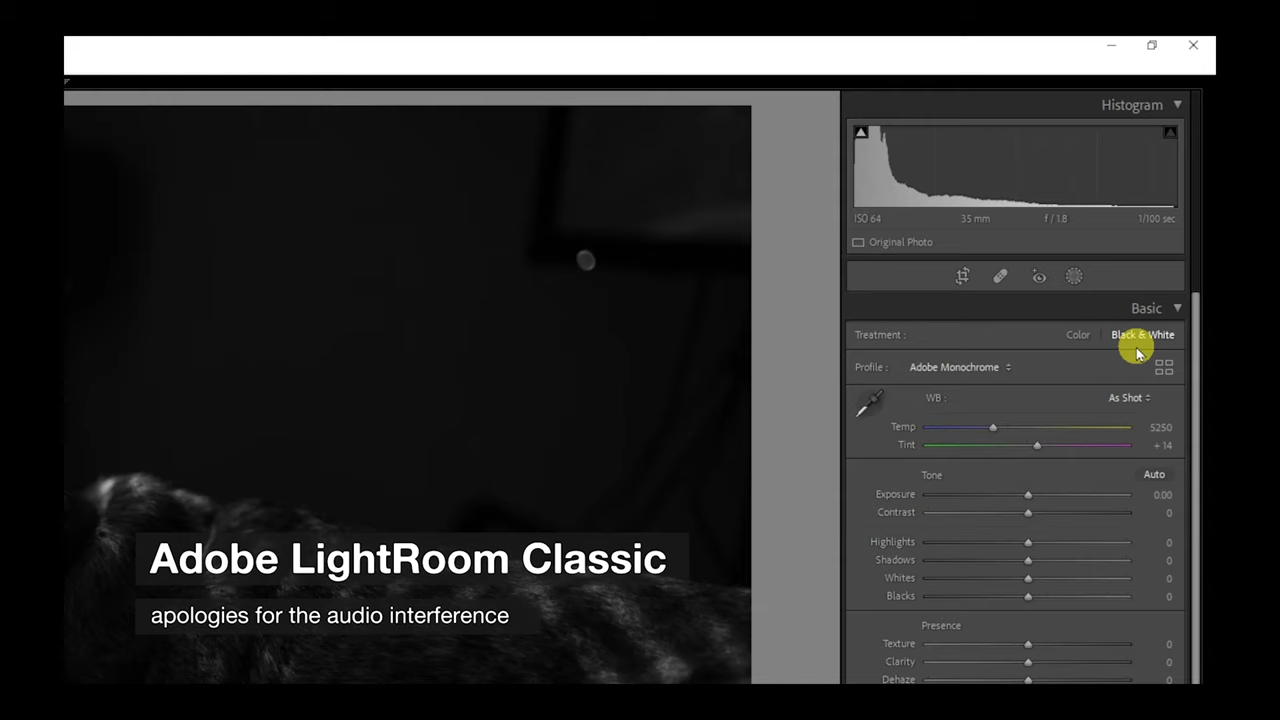 Histogram
ISO 64 35 mm f / 1.8 1/100 sec
Original Photo
Basic
Treatment : Color Black & White
Profile : Adobe Monochrome
WB : As Shot
Temp 5250
Tint + 14
Tone Auto
Exposure 0.00
Contrast 0
Highlights 0
Shadows 0
Whites 0
Blacks 0
Presence
Texture 0
Clarity 0
Dehaze 0
Adobe LightRoom Classic
apologies for the audio interference